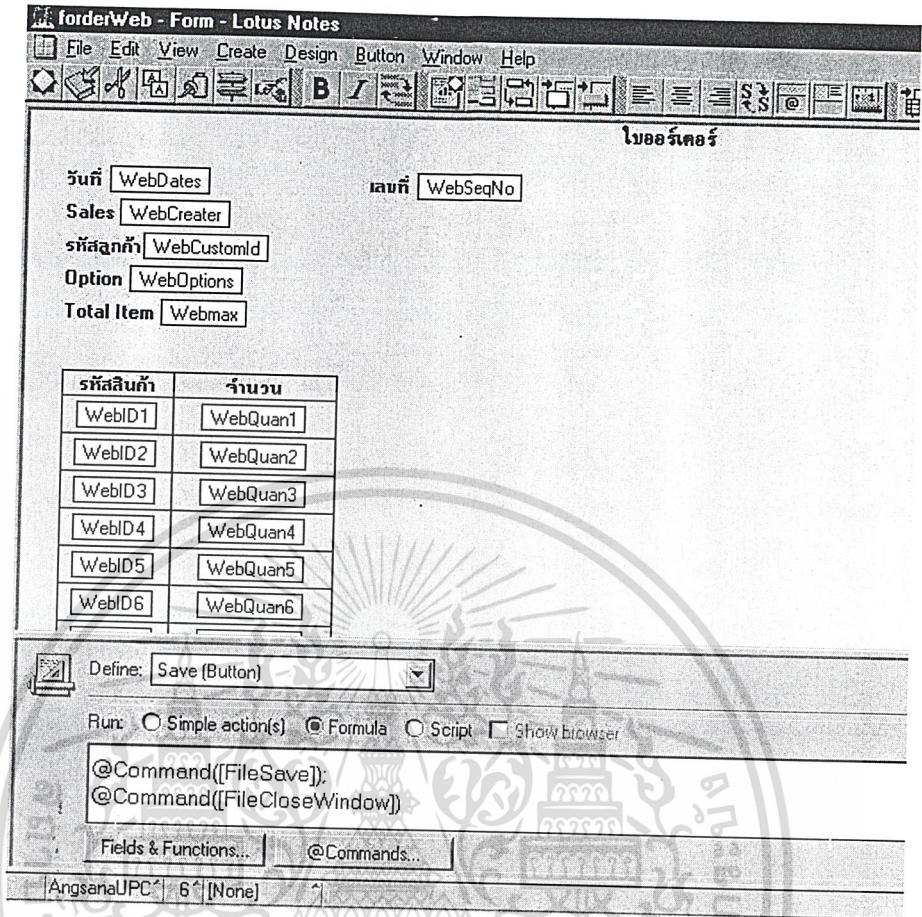 forderWeb - Form - Lotus Notes
File Edit View Create Design Button Window Help
ใบออร์เดอร์
วันที่ WebDates เลขที่ WebSeqNo
Sales WebCreater
รหัสลูกค้า WebCustomId
Option WebOptions
Total Item Webmax
รหัสสินค้า จำนวน
WebID1 WebQuan1
WebID2 WebQuan2
WebID3 WebQuan3
WebID4 WebQuan4
WebID5 WebQuan5
WebID6 WebQuan6
Define: Save (Button)
Run: Simple action(s) Formula Script Show browser
@Command([FileSave]);
@Command([FileCloseWindow])
Fields & Functions... @Commands...
AngsanaUPC 6 [None]